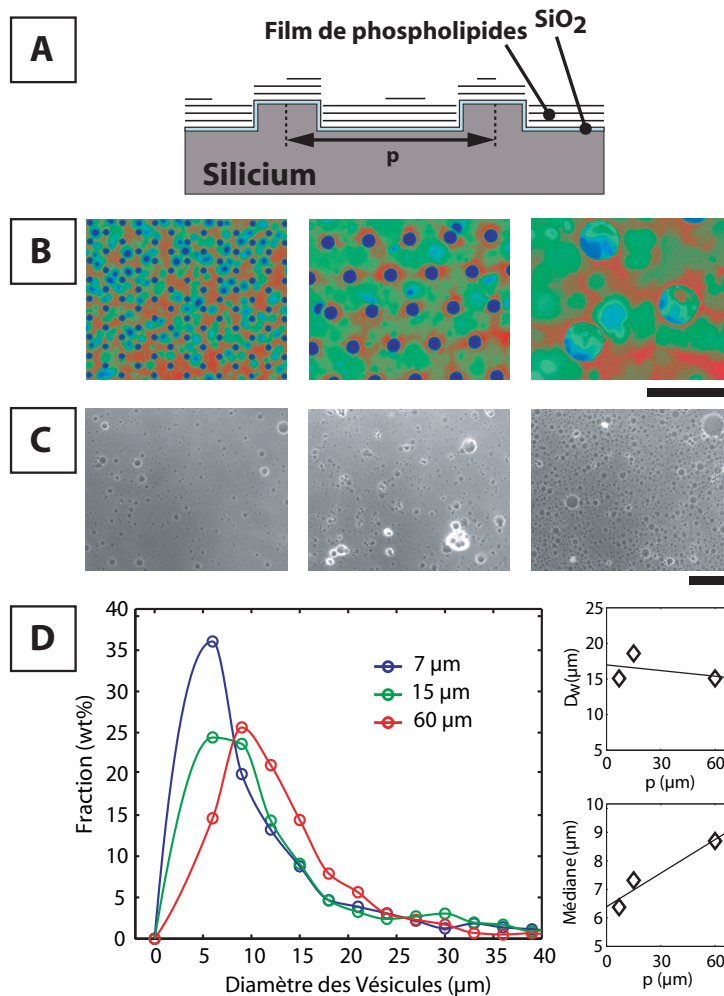 A
Film de phospholipides
SiO2
p
Silicium
B
C
D
40
35
30
25
20
15
10
5
0
Fraction (wt%)
7 µm
15 µm
60 µm
0 5 10 15 20 25 30 35 40
Diamètre des Vésicules (µm)
25
20
15
10
5
Dw(µm)
0 30 60
p (µm)
10
9
8
7
6
5
Médiane(µm)
0 30 60
p (µm)